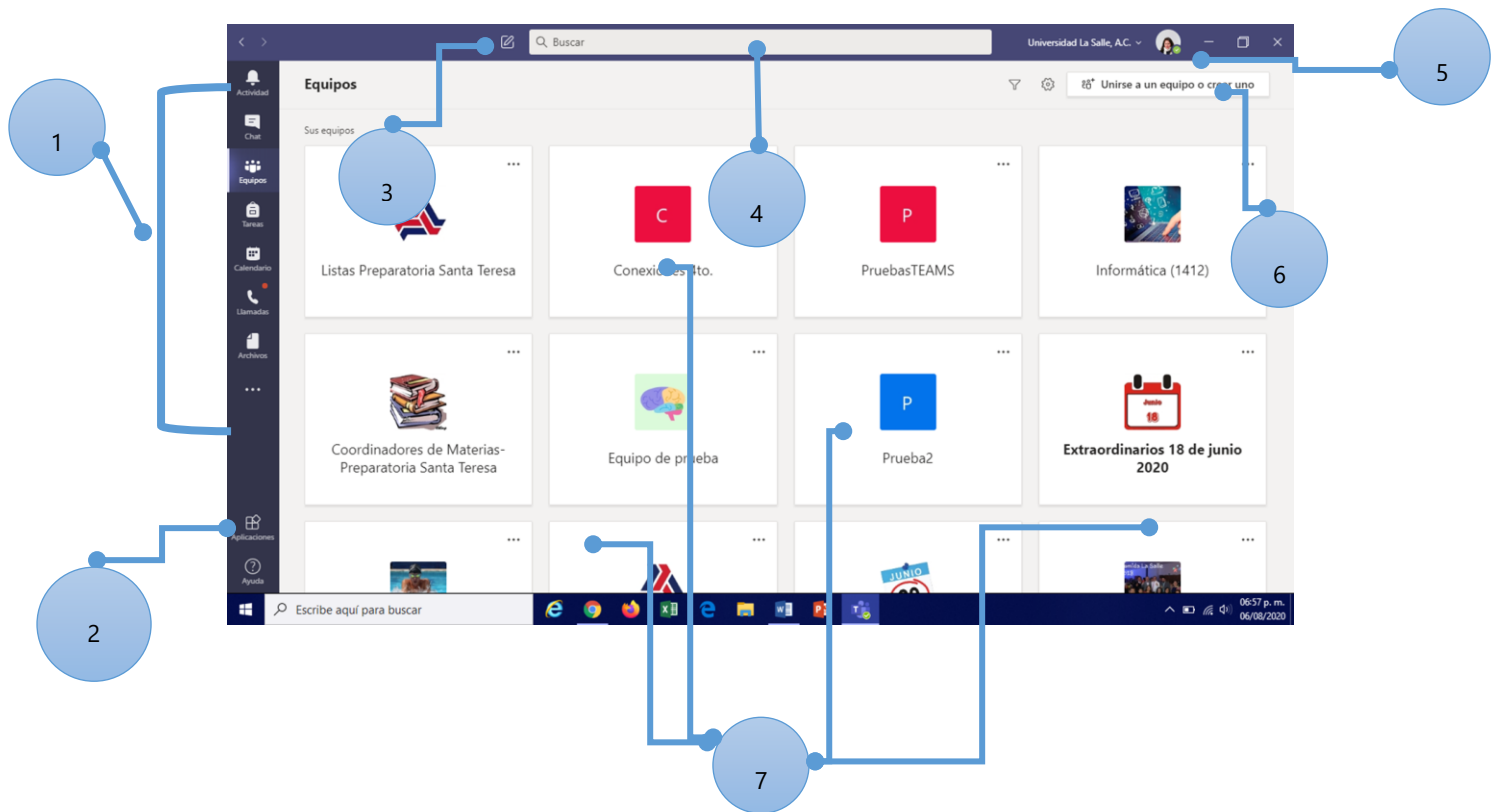 Buscar
Universidad La Salle, A.C.
5
Actividad
Equipos
Unirse a un equipo o crear uno
Chat
Sus equipos
1
Equipos
3
4
C
P
Tareas
Calendario
Listas Preparatoria Santa Teresa
Conexiones 4to.
PruebasTEAMS
Informática (1412)
6
Llamadas
Archivos
P
Junio
18
Coordinadores de Materias-
Preparatoria Santa Teresa
Equipo de prueba
Prueba2
Extraordinarios 18 de junio
2020
Aplicaciones
Ayuda
JUNIO
2
Escribe aquí para buscar
06:57 p. m.
06/08/2020
7